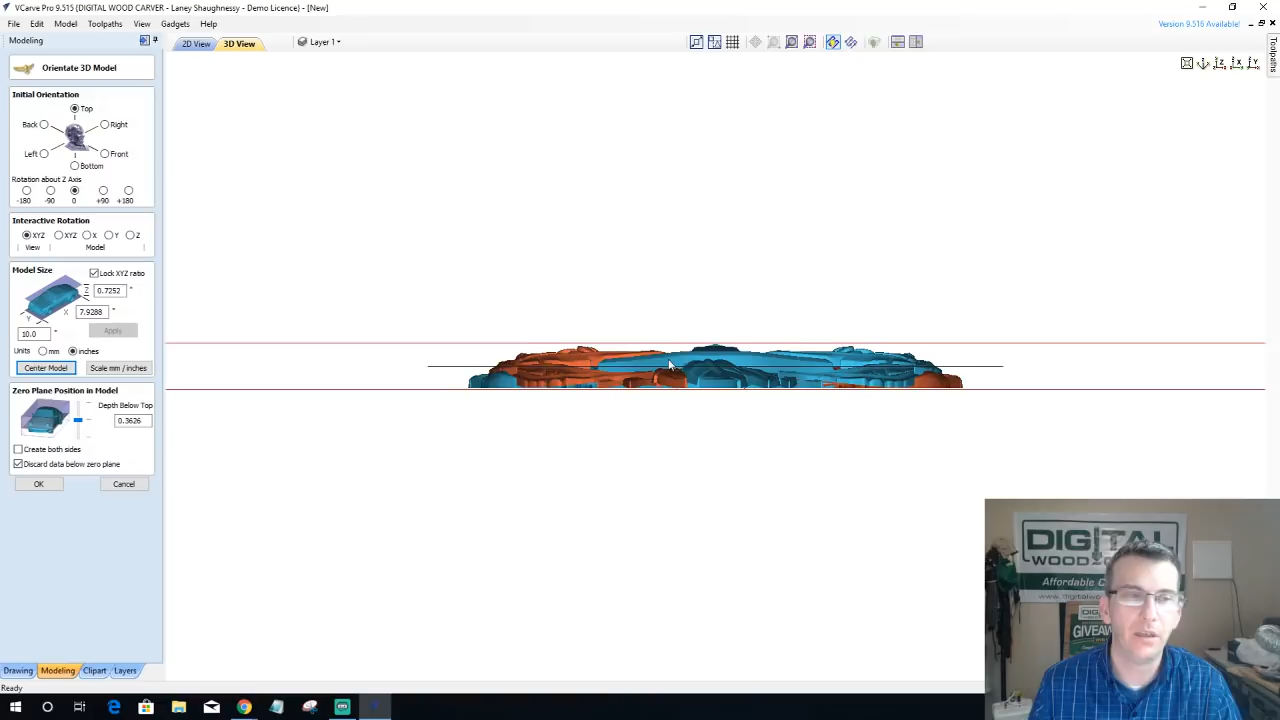 VCarve Pro 9.515 {DIGITAL WOOD CARVER - Laney Shaughnessy - Demo Licence} - [New]
File Edit Model Toolpaths View Gadgets Help
Version 9.516 Available!
Modeling
2D View 3D View Layer 1
Toolpaths
Orientate 3D Model
Initial Orientation
Top
Back Right
Left Front
Bottom
Rotation about Z Axis
-180 -90 0 +90 +180
Interactive Rotation
XYZ XYZ X Y Z
View Model
Model Size
Lock XYZ ratio
Z 0.7252 "
X 7.9288 "
Y
10.0 " Apply
Units mm inches
Center Model Scale mm / inches
Zero Plane Position in Model
Depth Below Top
0.3626
Create both sides
Discard data below zero plane
OK Cancel
DIGITAL
WOOD
Affordable C
www.digitalwo
GIVEAW
Drawing Modeling Clipart Layers
Ready